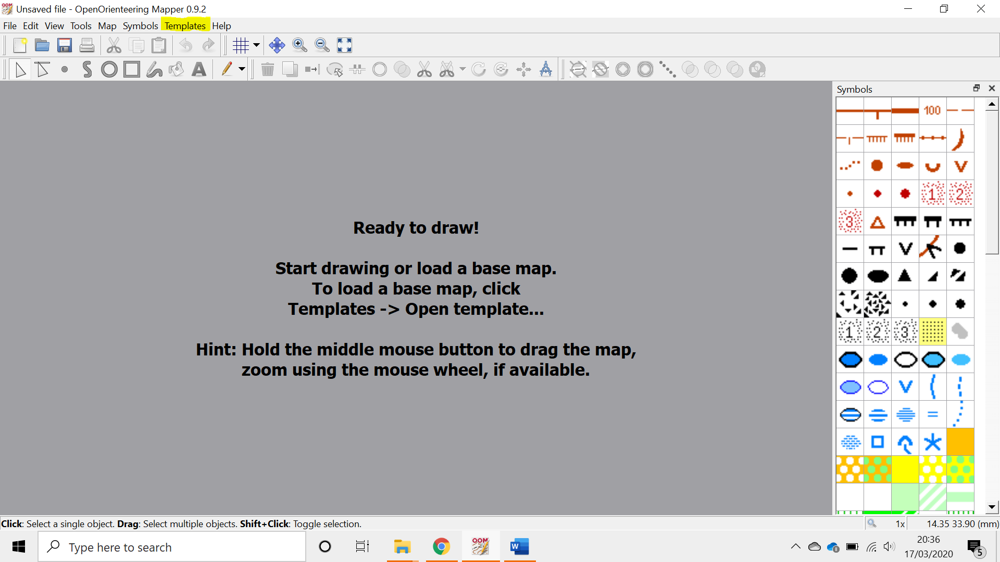 Unsaved file - OpenOrienteering Mapper 0.9.2
File Edit View Tools Map Symbols Templates Help
Symbols
100
1 2
3
Ready to draw!
Start drawing or load a base map.
To load a base map, click
Templates -> Open template...
Hint: Hold the middle mouse button to drag the map,
zoom using the mouse wheel, if available.
1 2 3
Click: Select a single object. Drag: Select multiple objects. Shift+Click: Toggle selection.
1x 14.35 33.90 (mm)
Type here to search
OOM
W
20:36
17/03/2020
5